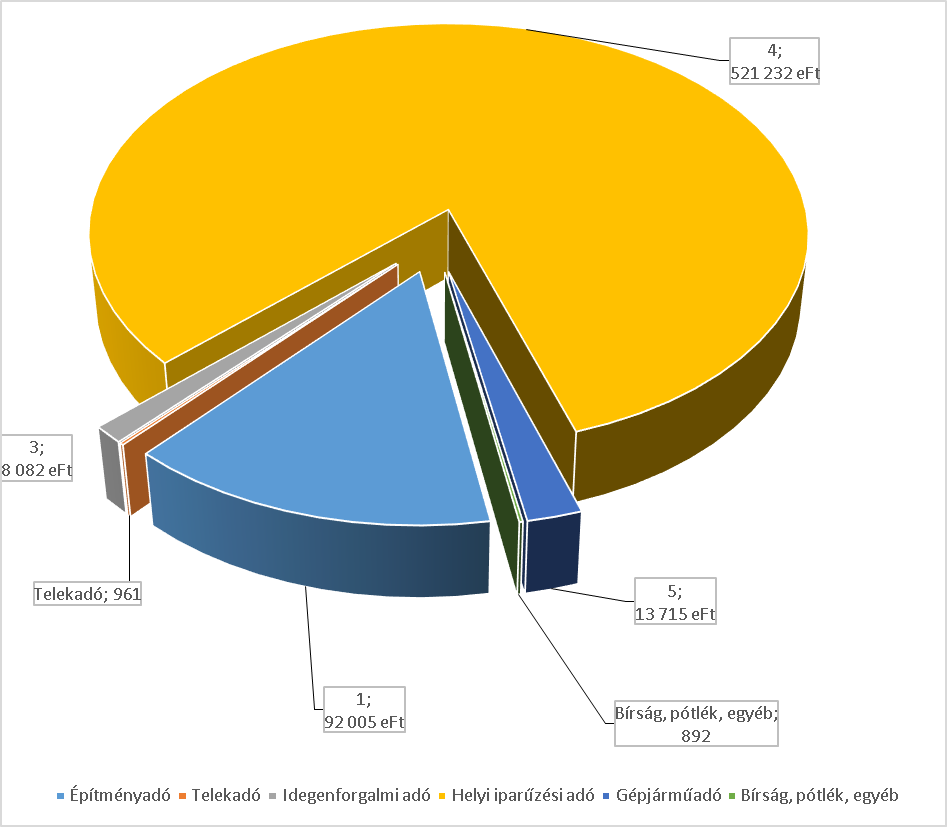 4;
521 232 eFt
3;
8 082 eFt
Telekadó; 961
5;
13 715 eFt
1;
92 005 eFt
Bírság, pótlék, egyéb;
892
Építményadó Telekadó Idegenforgalmi adó Helyi iparűzési adó Gépjárműadó Bírság, pótlék, egyéb